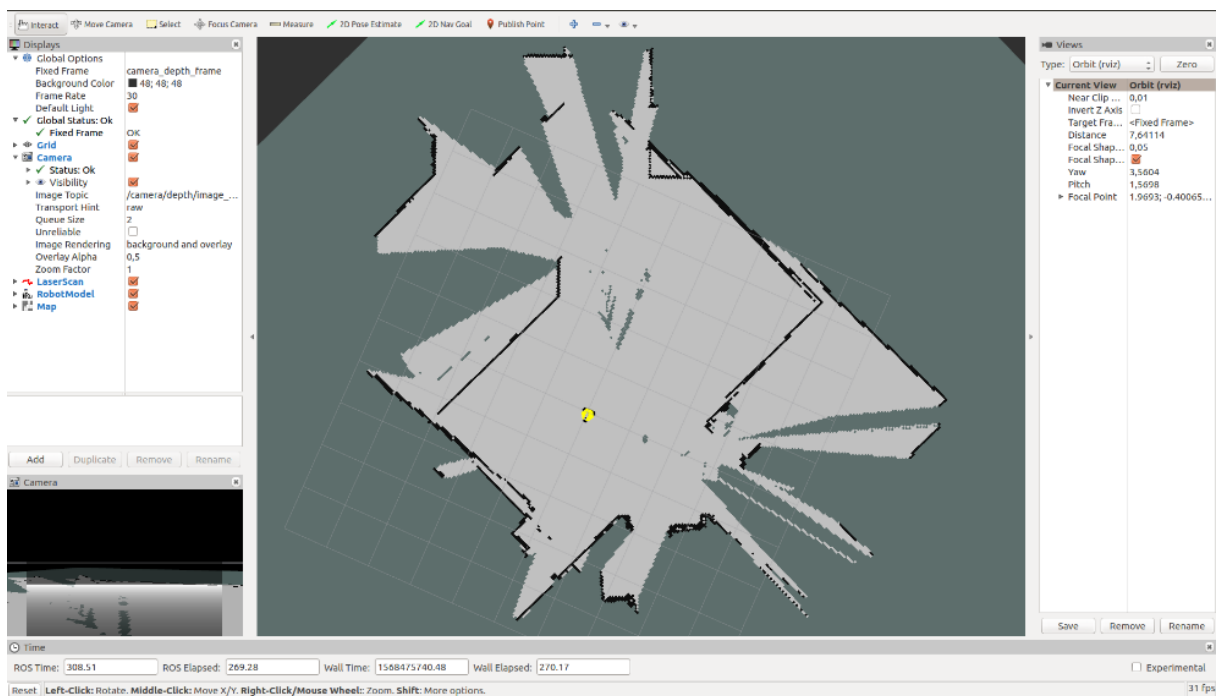 Interact Move Camera Select Focus Camera Measure 2D Pose Estimate 2D Nav Goal Publish Point
Displays
Global Options
Fixed Frame camera_depth_frame
Background Color 48; 48; 48
Frame Rate 30
Default Light
Global Status: Ok
Fixed Frame OK
Grid
Camera
Status: Ok
Visibility
Image Topic /camera/depth/image_...
Transport Hint raw
Queue Size 2
Unreliable
Image Rendering background and overlay
Overlay Alpha 0,5
Zoom Factor 1
LaserScan
RobotModel
Map
Add Duplicate Remove Rename
Camera
Views
Type: Orbit (rviz) Zero
Current View Orbit (rviz)
Near Clip ... 0,01
Invert Z Axis
Target Fra... <Fixed Frame>
Distance 7,64114
Focal Shap... 0,05
Focal Shap...
Yaw 3,5604
Pitch 1,5698
Focal Point 1.9693; -0.40065...
Save Remove Rename
Time
ROS Time: 308.51 ROS Elapsed: 269.28 Wall Time: 1568475740.48 Wall Elapsed: 270.17 Experimental
Reset Left-Click: Rotate. Middle-Click: Move X/Y. Right-Click/Mouse Wheel:: Zoom. Shift: More options. 31 fps